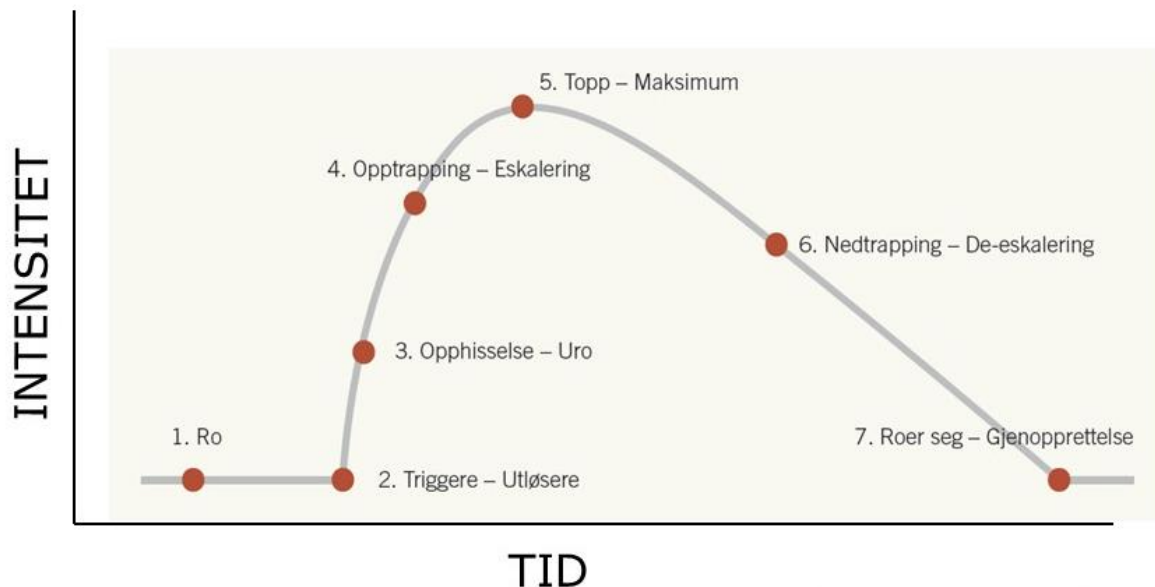 INTENSITET
5. Topp – Maksimum
4. Opptrapping – Eskalering
6. Nedtrapping – De-eskalering
3. Opphisselse – Uro
1. Ro
7. Roer seg – Gjenopprettelse
2. Triggere – Utløsere
TID